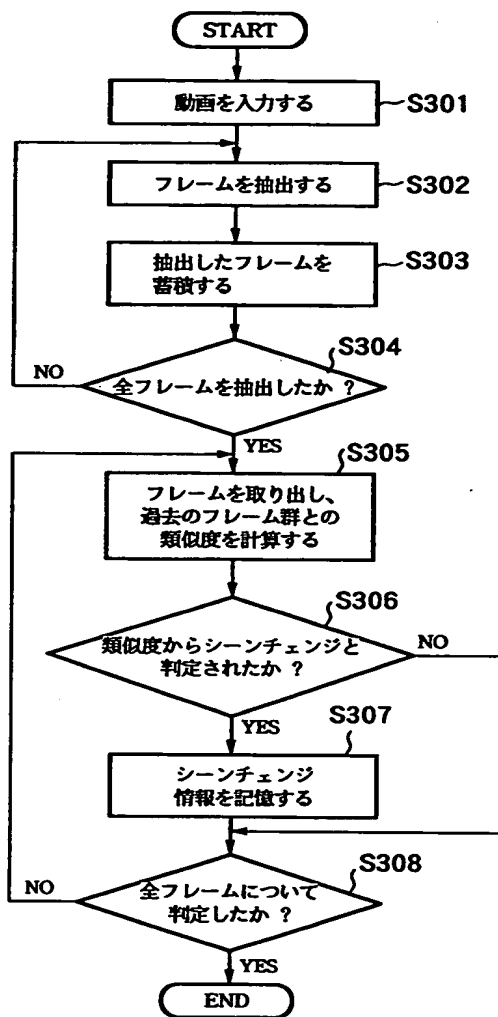 START
動画を入力する
S301
フレームを抽出する
S302
抽出したフレームを
蓄積する
S303
S304
全フレームを抽出したか ?
NO
YES
S305
フレームを取り出し、
過去のフレーム群との
類似度を計算する
S306
類似度からシーンチェンジと
判定されたか ?
NO
YES
S307
シーンチェンジ
情報を記憶する
S308
全フレームについて
判定したか ?
NO
YES
END